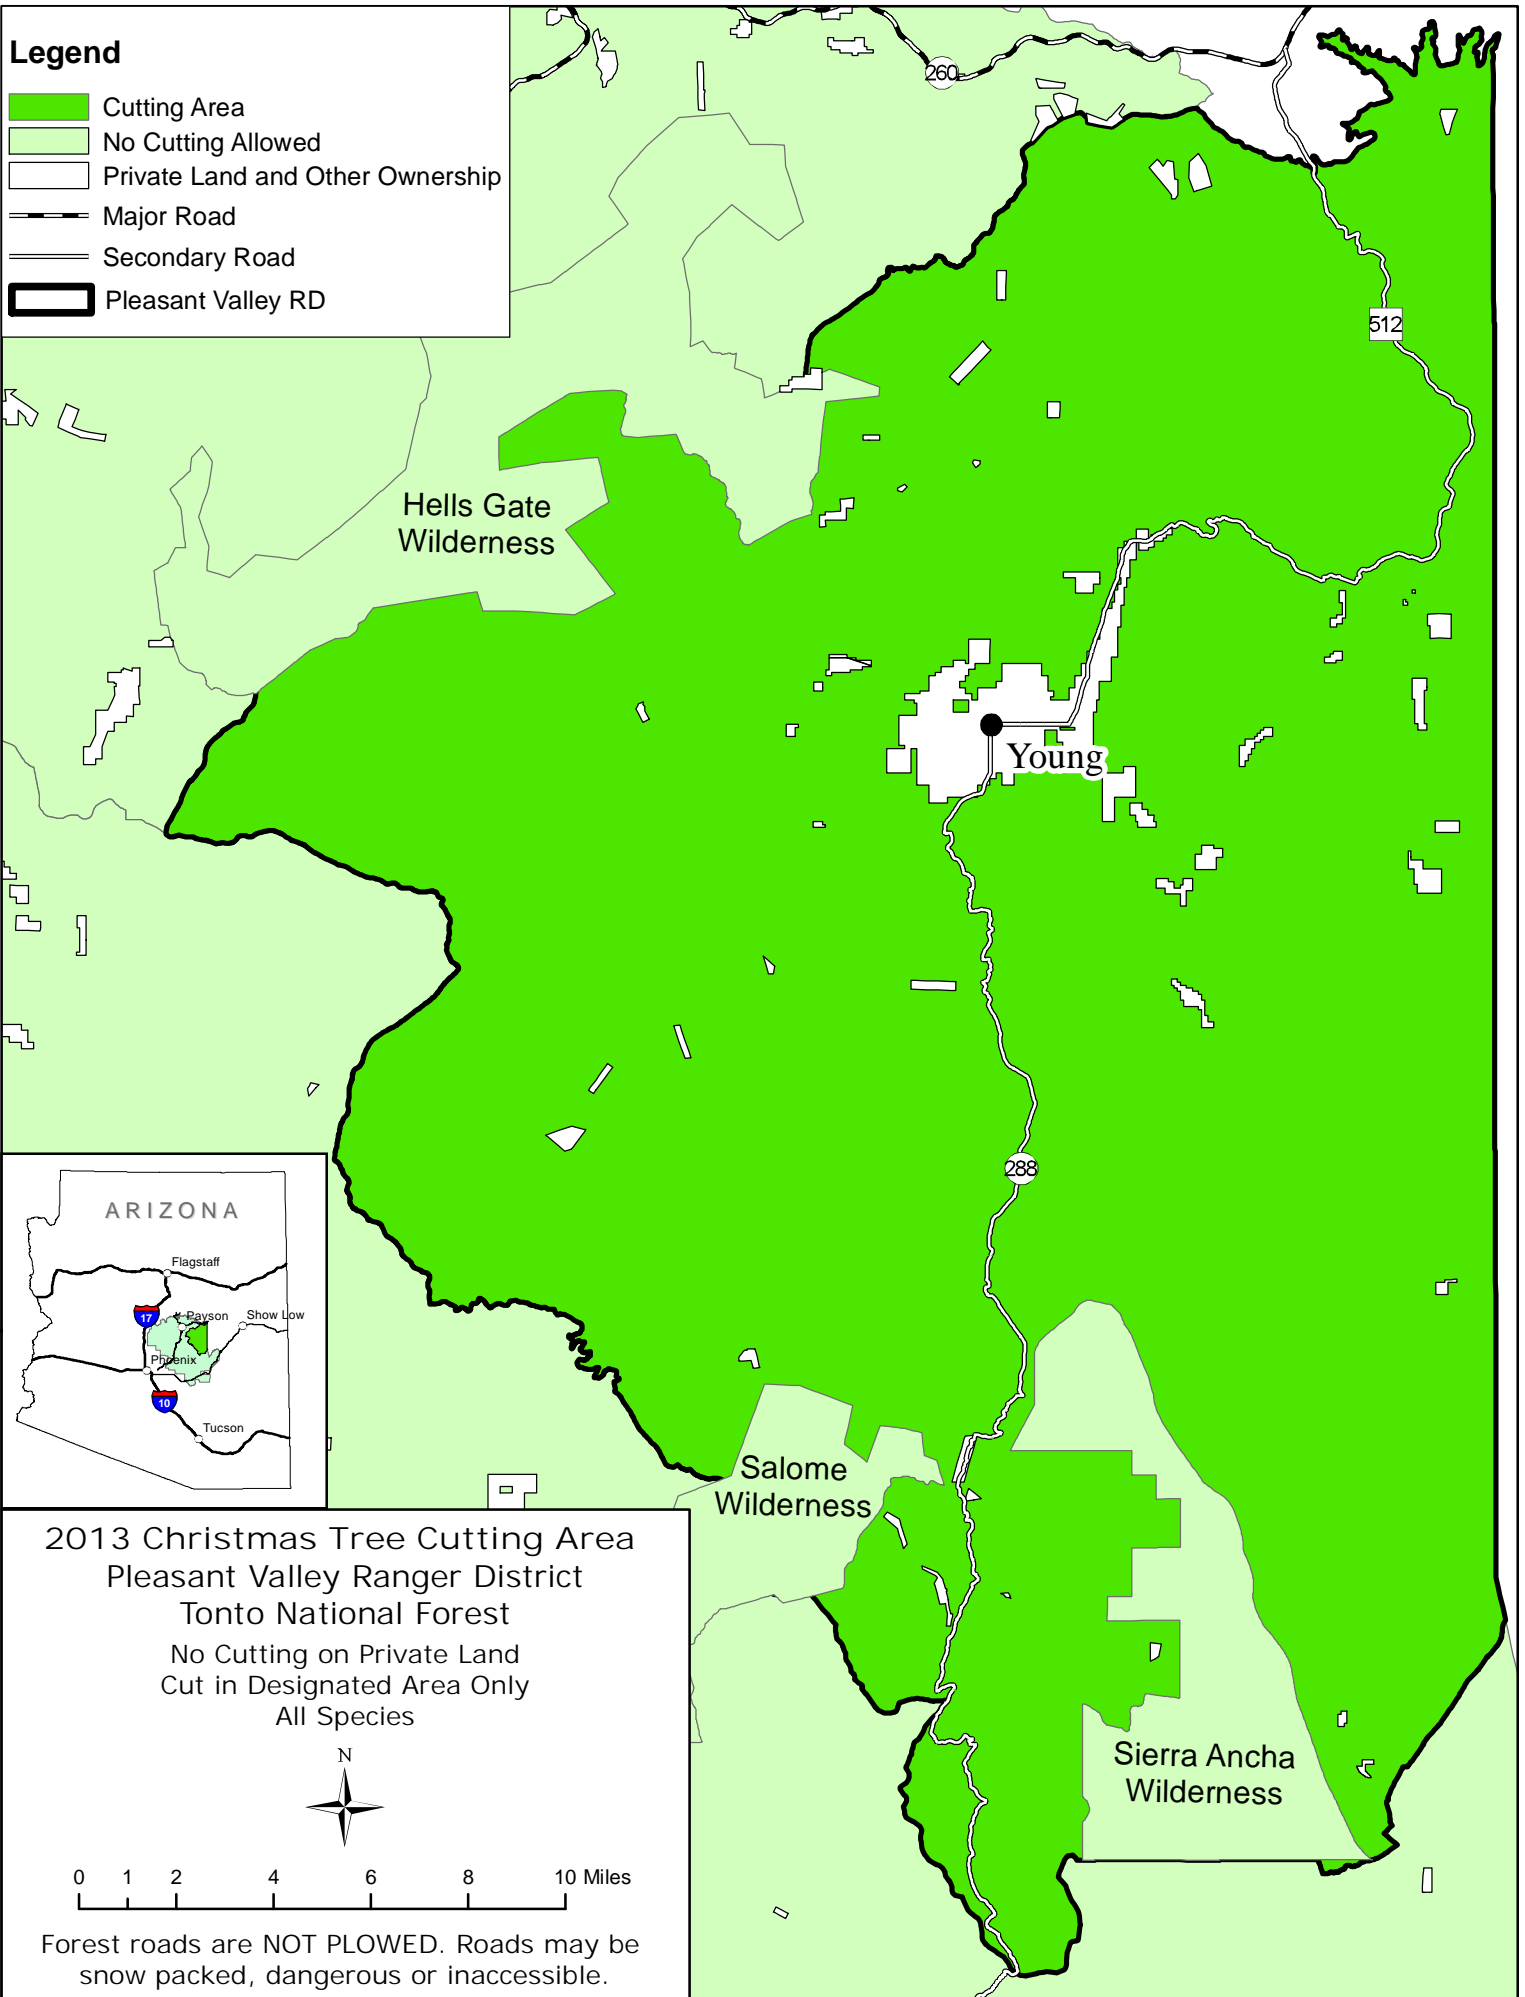 Legend
Cutting Area
No Cutting Allowed
Private Land and Other Ownership
Major Road
Secondary Road
Pleasant Valley RD
260
512
Hells Gate
Wilderness
Young
288
ARIZONA
Flagstaff
17
Payson
Show Low
Phoenix
10
Tucson
Salome
Wilderness
Sierra Ancha
Wilderness
2013 Christmas Tree Cutting Area
Pleasant Valley Ranger District
Tonto National Forest
No Cutting on Private Land
Cut in Designated Area Only
All Species
N
0 1 2 4 6 8 10 Miles
Forest roads are NOT PLOWED. Roads may be
snow packed, dangerous or inaccessible.